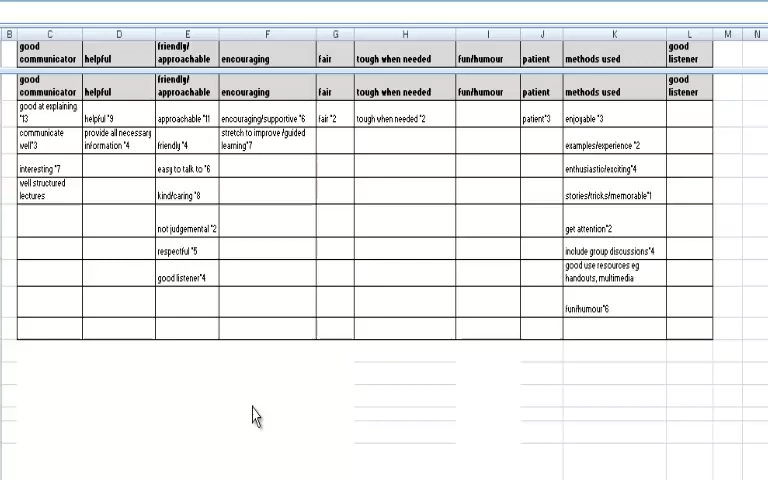 B C D E F G H I J K L M N
good communicator helpful friendly/ approachable encouraging fair tough when needed fun/humour patient methods used good listener
good communicator helpful friendly/ approachable encouraging fair tough when needed fun/humour patient methods used good listener
good at explaining *13 helpful *9 approachable *11 encouraging/supportive *6 fair *2 tough when needed *2 patient*3 enjoyable *3
communicate well*3 provide all necessary information *4 friendly *4 stretch to improve /guided learning*7 examples/experience *2
interesting *7 easy to talk to *6 enthusiastic/exciting*4
well structured lectures kind/caring *8 stories/tricks/memorable*1
not judgemental *2 get attention*2
respectful *5 include group discussions*4
good listener*4 good use resources eg handouts, multimedia
fun/humour*6